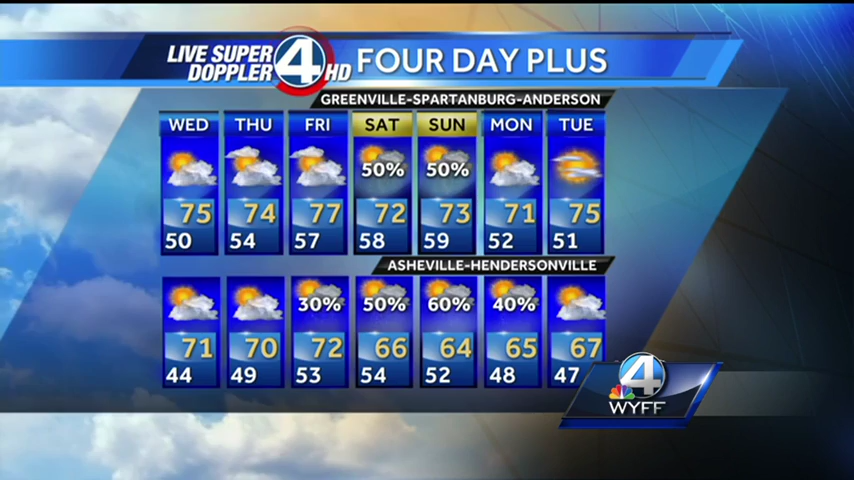 LIVE SUPER
DOPPLER 4 HD FOUR DAY PLUS
GREENVILLE-SPARTANBURG-ANDERSON
WED THU FRI SAT SUN MON TUE
50% 50%
75 74 77 72 73 71 75
50 54 57 58 59 52 51
ASHEVILLE-HENDERSONVILLE
30% 50% 60% 40%
71 70 72 66 64 65 67
44 49 53 54 52 48 47
4
WYFF